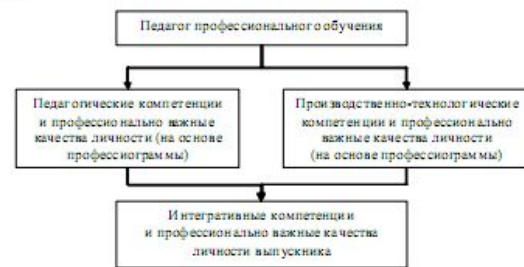 Педагог профессионального обучения
Педагогические компетенции
и профессионально важные
качества личности (на основе
профессиограммы)
Производственно-технологические
компетенции и профессионально
важные качества личности
(на основе профессиограммы)
Интегративные компетенции
и профессионально важные качества
личности выпускника